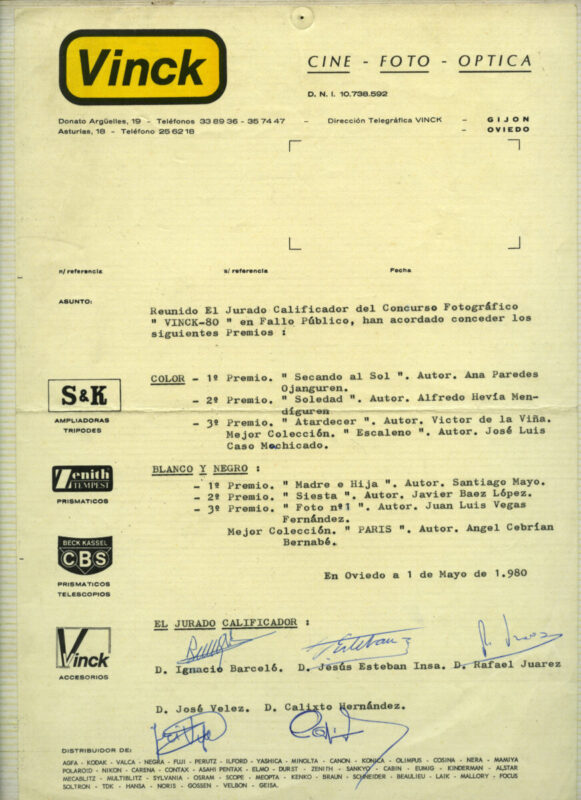 Vinck
CINE - FOTO - OPTICA
D. N. I. 10.738.592
Donato Argüelles, 19 - Teléfonos 33 89 36 - 35 74 47 - Dirección Telegráfica VINCK - GIJON
Asturias, 18 - Teléfono 25 62 18 - OVIEDO
n/ referencia s/ referencia Fecha
ASUNTO:
Reunido El Jurado Calificador del Concurso Fotográfico
" VINCK-80 " en Fallo Público, han acordado conceder los
siguientes Premios :
COLOR - 1º Premio. " Secando al Sol ". Autor. Ana Paredes
Ojanguren.
- 2º Premio. " Soledad ". Autor. Alfredo Hevía Men-
díguren
- 3º Premio. " Atardecer ". Autor. Victor de la Viña.
Mejor Colección. " Escaleno ". Autor. José Luis
Caso Mochicado.
S&K
AMPLIADORAS
TRIPODES
BLANCO Y NEGRO :
- 1º Premio. " Madre e Hija ". Autor. Santiago Mayo.
- 2º Premio. " Siesta ". Autor. Javier Baez López.
- 3º Premio. " Foto nº1 ". Autor. Juan Luis Vegas
Fernández.
Mejor Colección. " PARIS ". Autor. Angel Cebrían
Bernabé.
Zenith
TEMPEST
PRISMATICOS
En Oviedo a 1 de Mayo de 1.980
BECK KASSEL
CBS
PRISMATICOS
TELESCOPIOS
EL JURADO CALIFICADOR :
Vinck
ACCESORIOS
D. Ignacio Barceló. D. Jesús Esteban Insa. D. Rafael Juarez
D. José Velez. D. Calixto Hernández.
DISTRIBUIDOR DE:
AGFA - KODAK - VALCA - NEGRA - FUJI - PERUTZ - ILFORD - YASHICA - MINOLTA - CANON - KONICA - OLIMPUS - COSINA - NERA - MAMIYA
POLAROID - NIKON - CARENA - CONTAX - ASAHI PENTAX - ELMO - DURST - ZENITH - SANKYO - CABIN - EUMIG - KINDERMAN - ALSTAR
MECABLITZ - MULTIBLITZ - SYLVANIA - OSRAM - SCOPE - MEOPTA - KENKO - BRAUN - SCHNEIDER - BEAULIEU - LAIK - MALLORY - FOCUS
SOLTRON - TDK - HANSA - NORIS - GOSSEN - VELBON - GEISA.